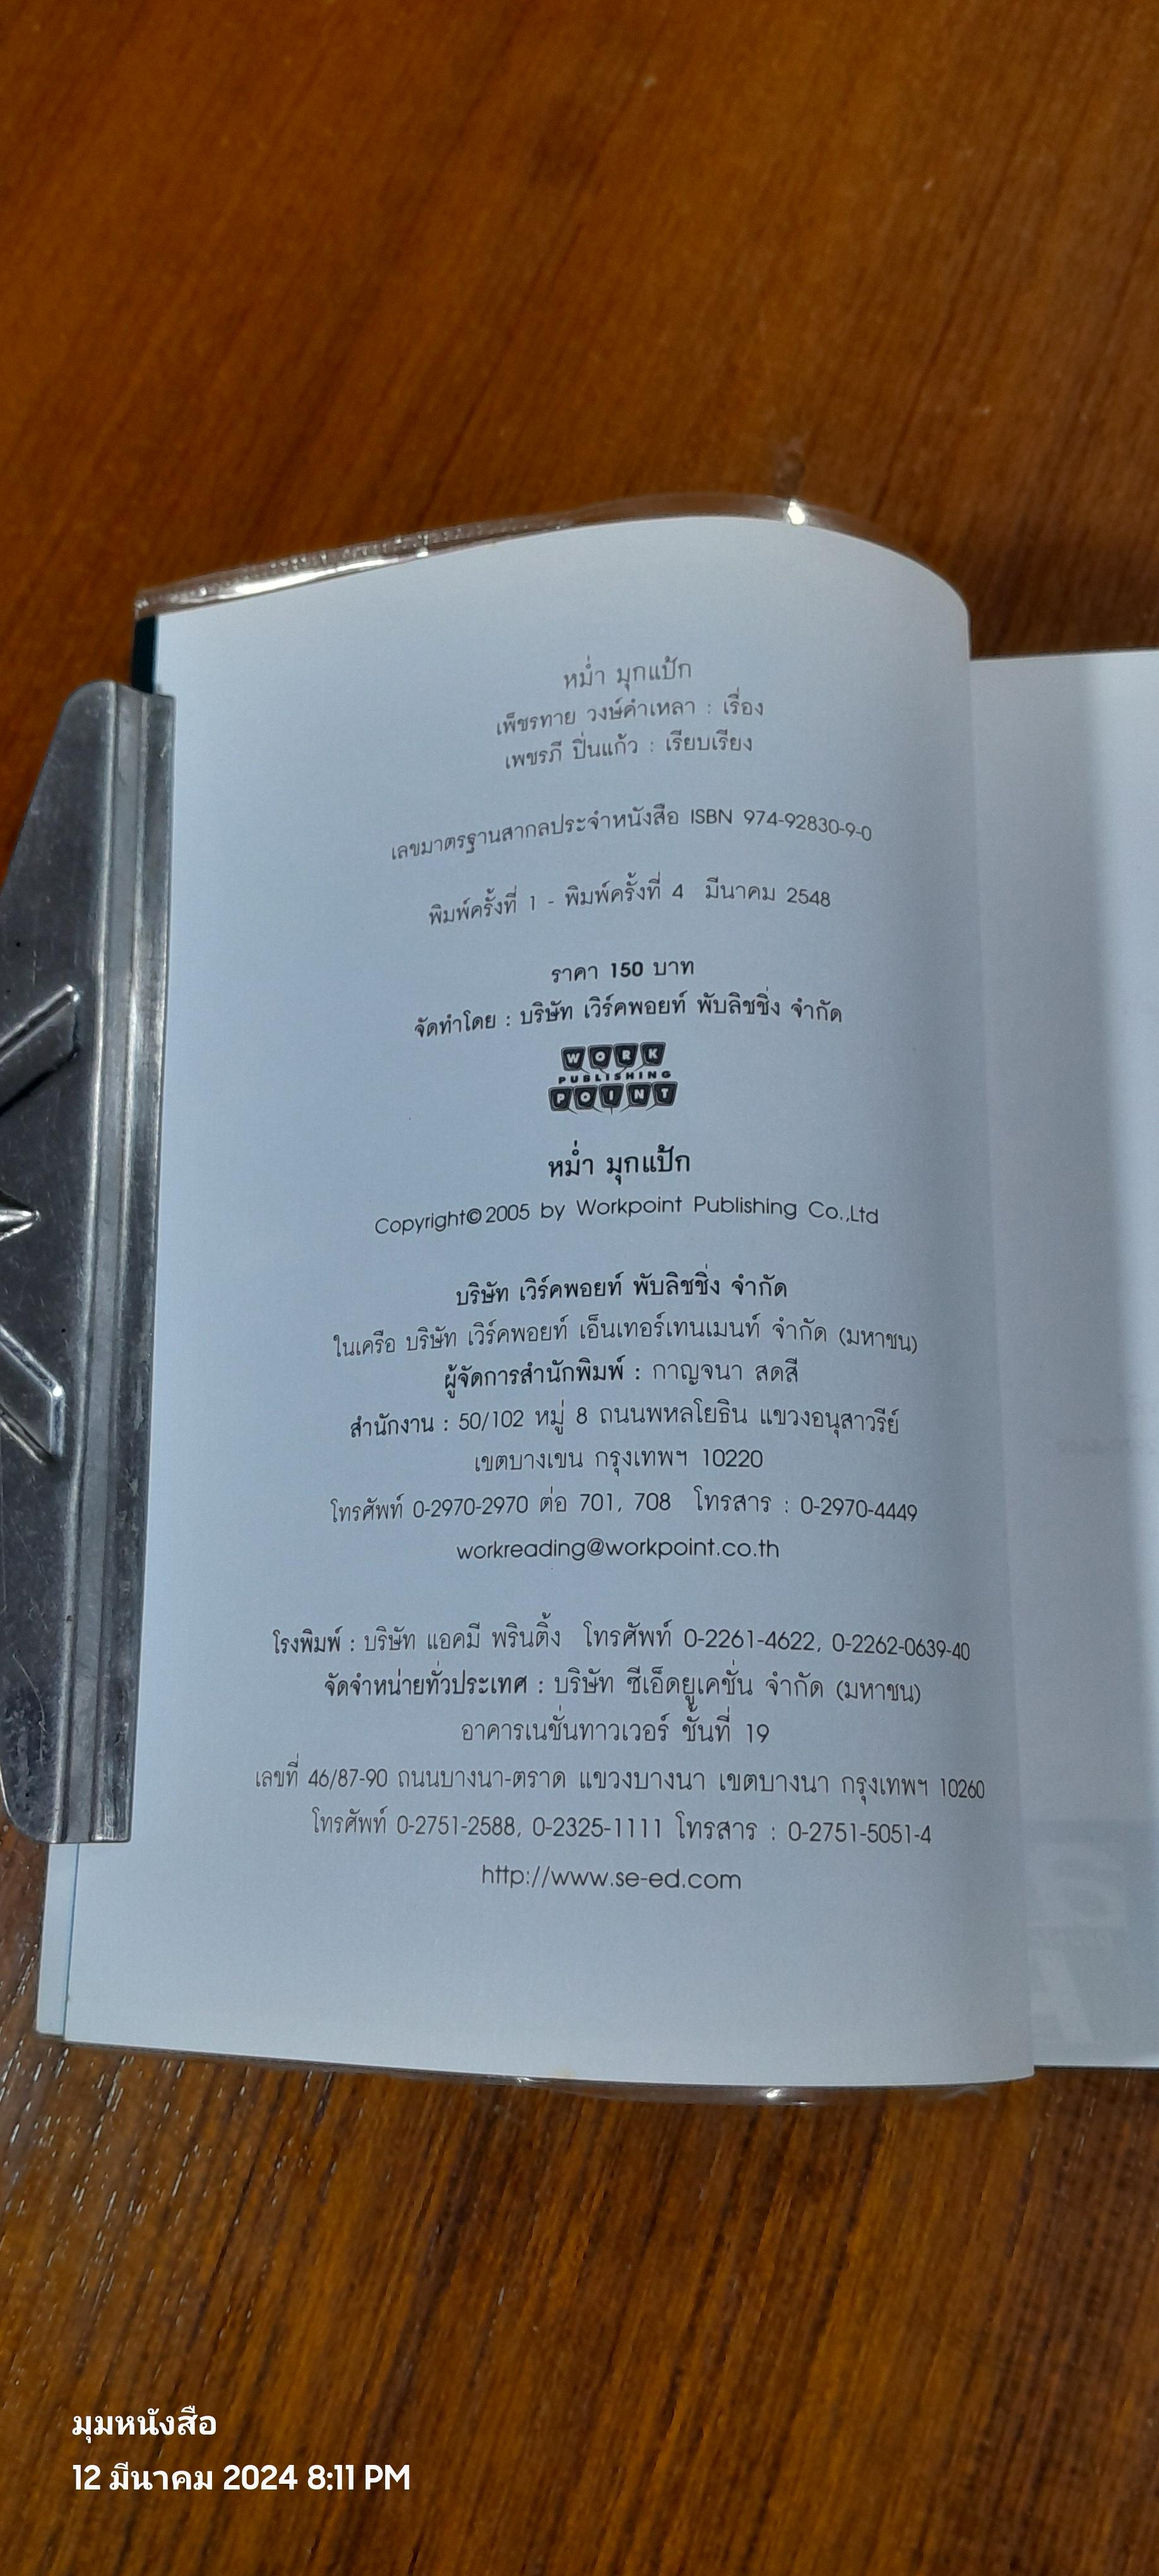 หม่ำ มุกแป้ก
เพ็ชรทาย วงษ์คำเหลา : เรื่อง
เพชรภี ปิ่นแก้ว : เรียบเรียง
เลขมาตรฐานสากลประจำหนังสือ ISBN 974-92830-9-0
พิมพ์ครั้งที่ 1 - พิมพ์ครั้งที่ 4 มีนาคม 2548
ราคา 150 บาท
จัดทำโดย : บริษัท เวิร์คพอยท์ พับลิชชิ่ง จำกัด
WORK
PUBLISHING
POINT
หม่ำ มุกแป้ก
Copyright© 2005 by Workpoint Publishing Co.,Ltd
บริษัท เวิร์คพอยท์ พับลิชชิ่ง จำกัด
ในเครือ บริษัท เวิร์คพอยท์ เอ็นเทอร์เทนเมนท์ จำกัด (มหาชน)
ผู้จัดการสำนักพิมพ์ : กาญจนา สดสี
สำนักงาน : 50/102 หมู่ 8 ถนนพหลโยธิน แขวงอนุสาวรีย์
เขตบางเขน กรุงเทพฯ 10220
โทรศัพท์ 0-2970-2970 ต่อ 701, 708 โทรสาร : 0-2970-4449
workreading@workpoint.co.th
โรงพิมพ์ : บริษัท แอคมี พรินติ้ง โทรศัพท์ 0-2261-4622, 0-2262-0639-40
จัดจำหน่ายทั่วประเทศ : บริษัท ซีเอ็ดยูเคชั่น จำกัด (มหาชน)
อาคารเนชั่นทาวเวอร์ ชั้นที่ 19
เลขที่ 46/87-90 ถนนบางนา-ตราด แขวงบางนา เขตบางนา กรุงเทพฯ 10260
โทรศัพท์ 0-2751-2588, 0-2325-1111 โทรสาร : 0-2751-5051-4
http://www.se-ed.com
มุมหนังสือ
12 มีนาคม 2024 8:11 PM